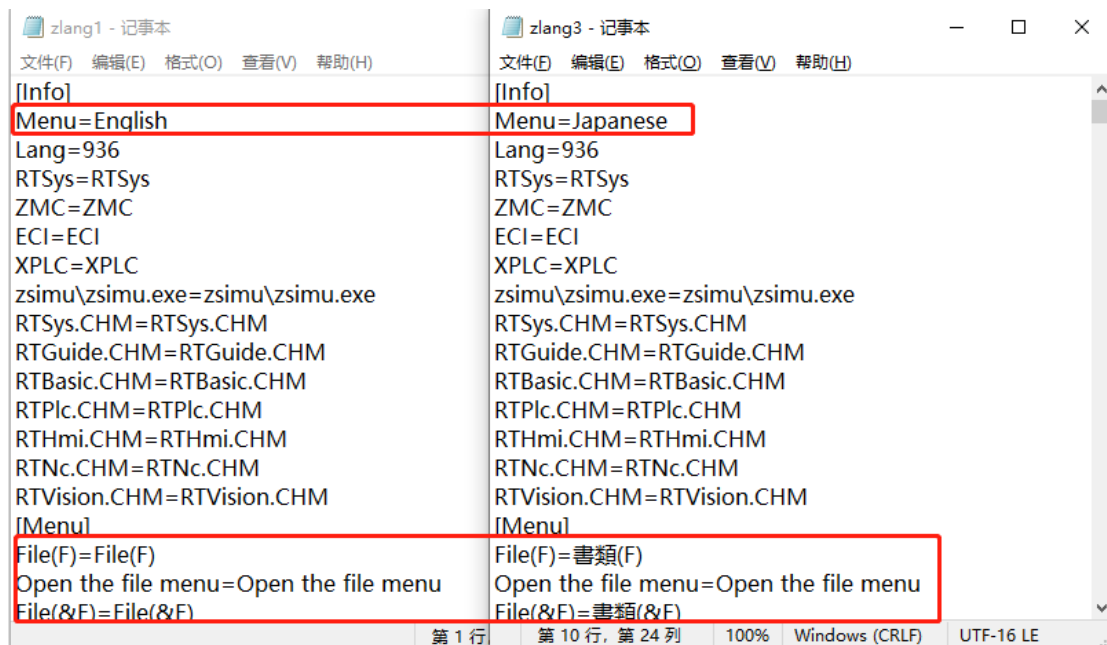 zlang1 - 记事本
文件(F) 编辑(E) 格式(O) 查看(V) 帮助(H)
[Info]
Menu=English
Lang=936
RTSys=RTSys
ZMC=ZMC
ECI=ECI
XPLC=XPLC
zsimu\zsimu.exe=zsimu\zsimu.exe
RTSys.CHM=RTSys.CHM
RTGuide.CHM=RTGuide.CHM
RTBasic.CHM=RTBasic.CHM
RTPlc.CHM=RTPlc.CHM
RTHmi.CHM=RTHmi.CHM
RTNc.CHM=RTNc.CHM
RTVision.CHM=RTVision.CHM
[Menu]
File(F)=File(F)
Open the file menu=Open the file menu
File(&F)=File(&F)
第 1 行
zlang3 - 记事本
文件(F) 编辑(E) 格式(O) 查看(V) 帮助(H)
[Info]
Menu=Japanese
Lang=936
RTSys=RTSys
ZMC=ZMC
ECI=ECI
XPLC=XPLC
zsimu\zsimu.exe=zsimu\zsimu.exe
RTSys.CHM=RTSys.CHM
RTGuide.CHM=RTGuide.CHM
RTBasic.CHM=RTBasic.CHM
RTPlc.CHM=RTPlc.CHM
RTHmi.CHM=RTHmi.CHM
RTNc.CHM=RTNc.CHM
RTVision.CHM=RTVision.CHM
[Menu]
File(F)=書類(F)
Open the file menu=Open the file menu
File(&F)=書類(&F)
第 10 行，第 24 列 100% Windows (CRLF) UTF-16 LE